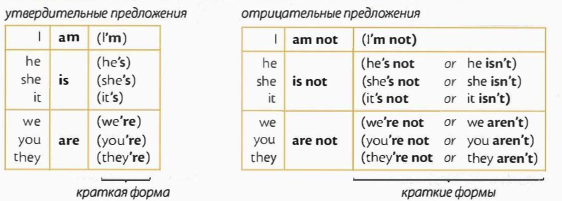 утвердительные предложения
I am (I'm)
he (he's)
she is (she's)
it (it's)
we (we're)
you are (you're)
they (they're)
краткая форма
отрицательные предложения
I am not (I'm not)
he (he's not or he isn't)
she is not (she's not or she isn't)
it (it's not or it isn't)
we (we're not or we aren't)
you are not (you're not or you aren't)
they (they're not or they aren't)
краткие формы